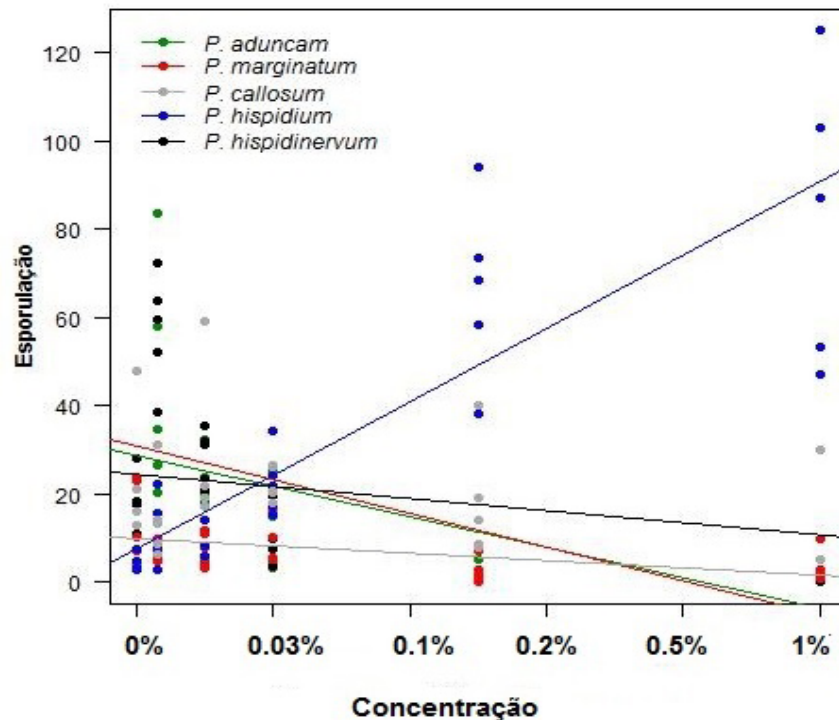 P. aduncam
P. marginatum
P. callosum
P. hispidium
P. hispidinervum
120
100
80
60
40
20
0
Esporulação
0% 0.03% 0.1% 0.2% 0.5% 1%
Concentração